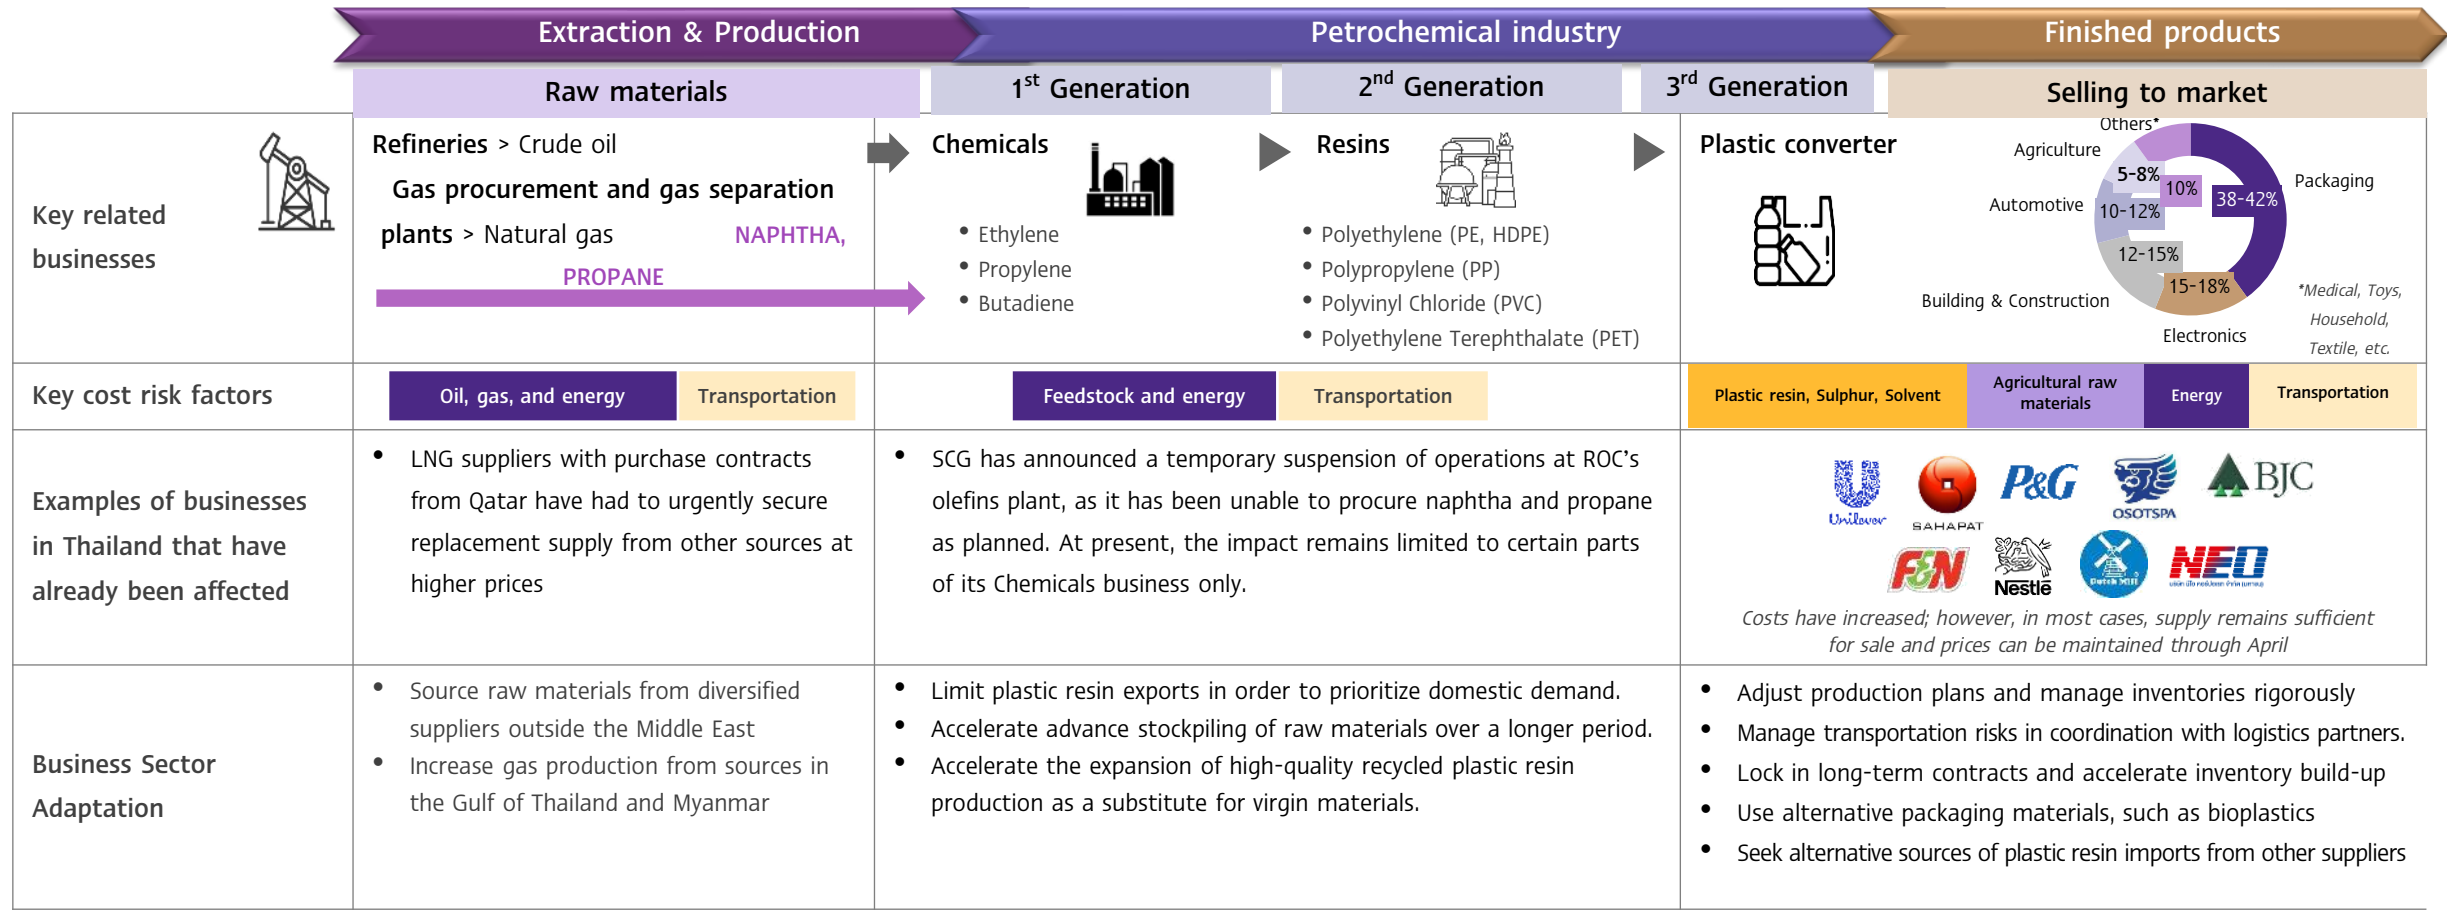 Extraction & Production
Petrochemical industry
Finished products
Raw materials
1st Generation
2nd Generation
3rd Generation
Selling to market
Key related
businesses
Refineries > Crude oil
Gas procurement and gas separation
plants > Natural gas
NAPHTHA,
PROPANE
Chemicals
• Ethylene
• Propylene
• Butadiene
Resins
• Polyethylene (PE, HDPE)
• Polypropylene (PP)
• Polyvinyl Chloride (PVC)
• Polyethylene Terephthalate (PET)
Plastic converter
Others*
Agriculture
Automotive
Building & Construction
Electronics
Packaging
5-8%
10%
38-42%
10-12%
12-15%
15-18%
*Medical, Toys,
Household,
Textile, etc.
Key cost risk factors
Oil, gas, and energy
Transportation
Feedstock and energy
Transportation
Plastic resin, Sulphur, Solvent
Agricultural raw
materials
Energy
Transportation
Examples of businesses
in Thailand that have
already been affected
• LNG suppliers with purchase contracts
from Qatar have had to urgently secure
replacement supply from other sources at
higher prices
• SCG has announced a temporary suspension of operations at ROC’s
olefins plant, as it has been unable to procure naphtha and propane
as planned. At present, the impact remains limited to certain parts
of its Chemicals business only.
Unilever
SAHAPAT
P&G
OSOTSPA
BJC
F&N
Nestlé
Dutch Mill
NEO
Costs have increased; however, in most cases, supply remains sufficient
for sale and prices can be maintained through April
Business Sector
Adaptation
• Source raw materials from diversified
suppliers outside the Middle East
• Increase gas production from sources in
the Gulf of Thailand and Myanmar
• Limit plastic resin exports in order to prioritize domestic demand.
• Accelerate advance stockpiling of raw materials over a longer period.
• Accelerate the expansion of high-quality recycled plastic resin
production as a substitute for virgin materials.
• Adjust production plans and manage inventories rigorously
• Manage transportation risks in coordination with logistics partners.
• Lock in long-term contracts and accelerate inventory build-up
• Use alternative packaging materials, such as bioplastics
• Seek alternative sources of plastic resin imports from other suppliers